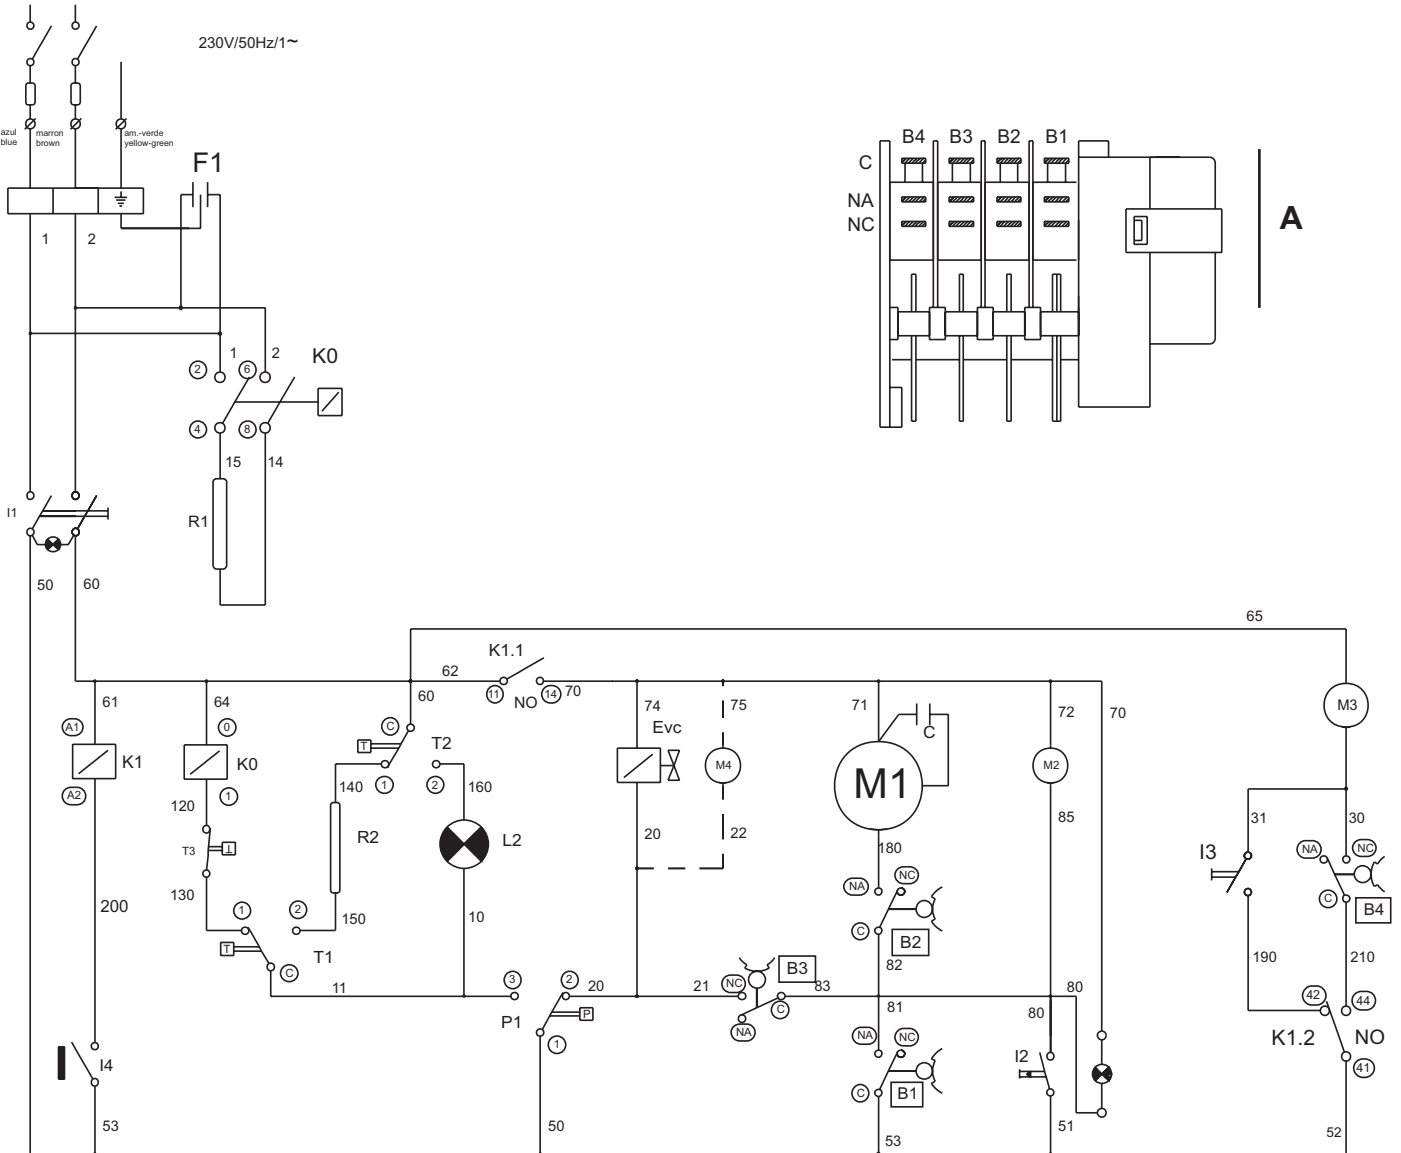 230V/50Hz/1~
azul
blue
marron
brown
am.-verde
yellow-green
F1
B4 B3 B2 B1
C
NA
NC
A
1 2
1 2 K0
2 6
4 8
15 14
R1
I1
50 60
65
K1.1
62
11 NO 14 70
61 64 60 74 75 71 72 70
A1 0 C Evc C M3
T T2
K1 K0 M4 M1 M2
A2 1 1 2
120 140 160 20 22 85 31 30
T3 T R2 L2 180
I3 NA NC
130 NA NC
C B4
200 1 2 150 10
T T1 C B2
C 82 190 210
11 3 2 20 21 NC B3 83 80 42 44
P1 P NA C 81 80
1 NA NC K1.2 NO
I4 I2 41
C B1
53 50 53 51 52